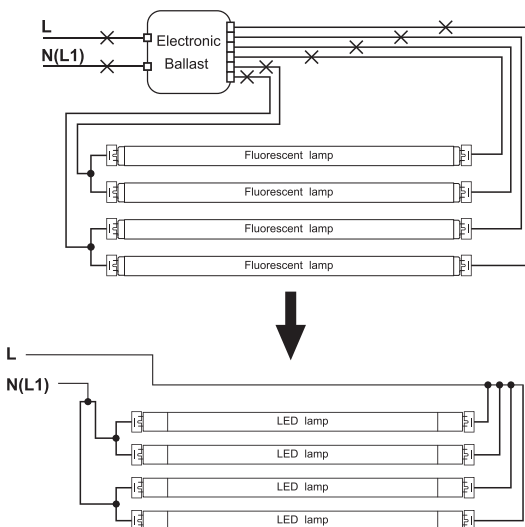 L
N(L1)
Electronic
Ballast
Fluorescent lamp
Fluorescent lamp
Fluorescent lamp
Fluorescent lamp
L
N(L1)
LED lamp
LED lamp
LED lamp
LED lamp